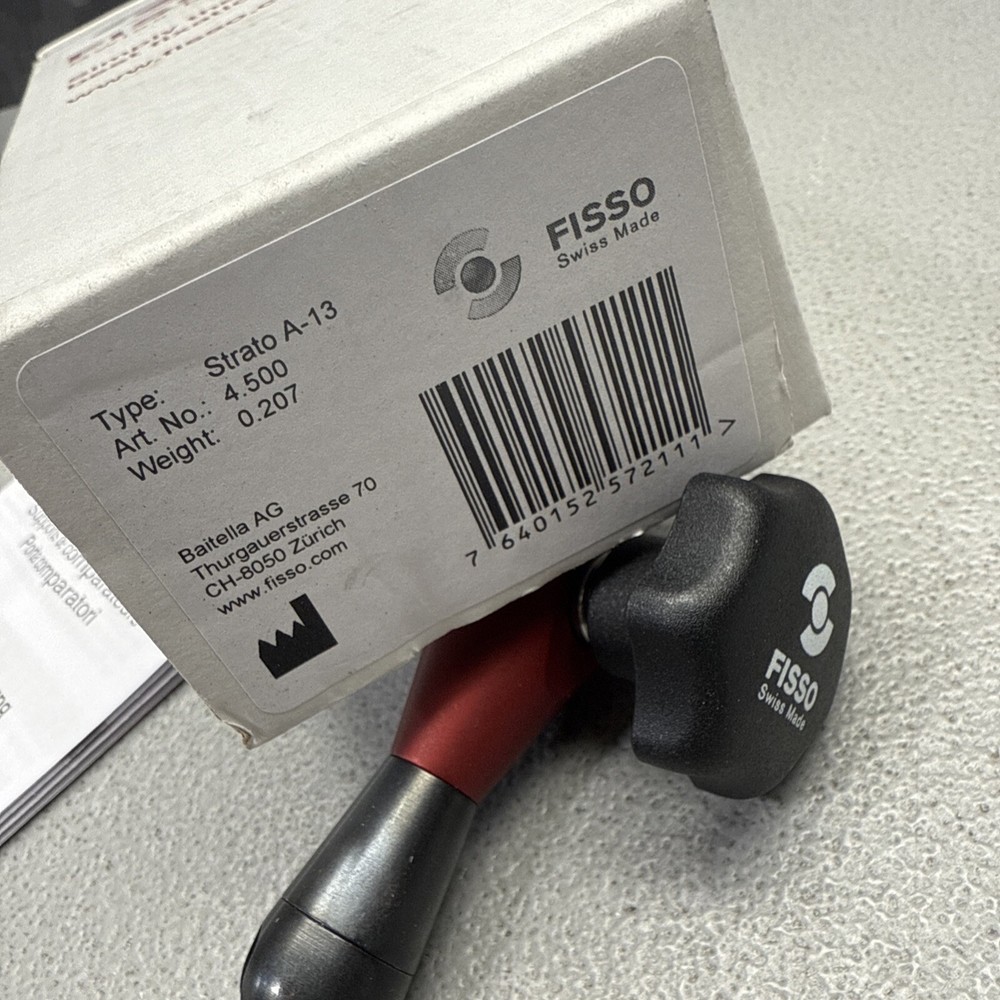 FISSO
Swiss Made
Type: Strato A-13
Art. No.: 4.500
Weight: 0.207
Baitella AG
Thurgauerstrasse 70
CH-8050 Zürich
www.fisso.com
7 640152 572111 >
FISSO
Swiss Made
comparatori